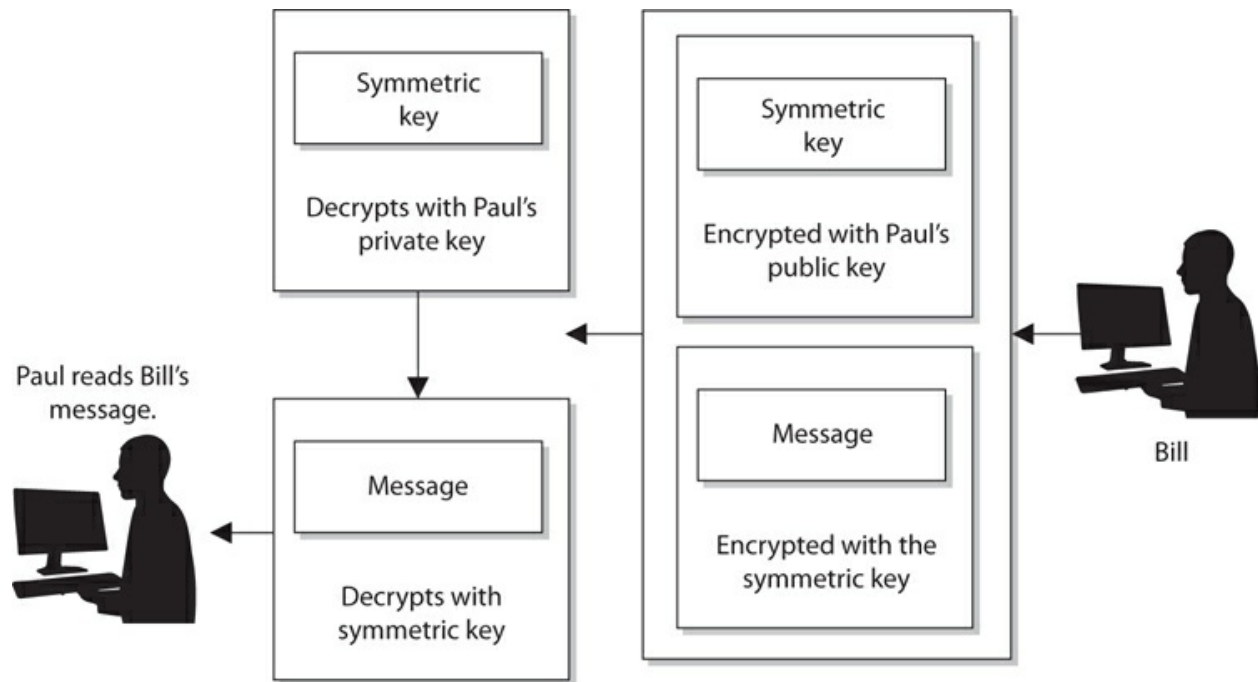 Symmetric
key
Decrypts with Paul's
private key
Symmetric
key
Encrypted with Paul's
public key
Paul reads Bill's
message.
Message
Decrypts with
symmetric key
Message
Encrypted with the
symmetric key
Bill